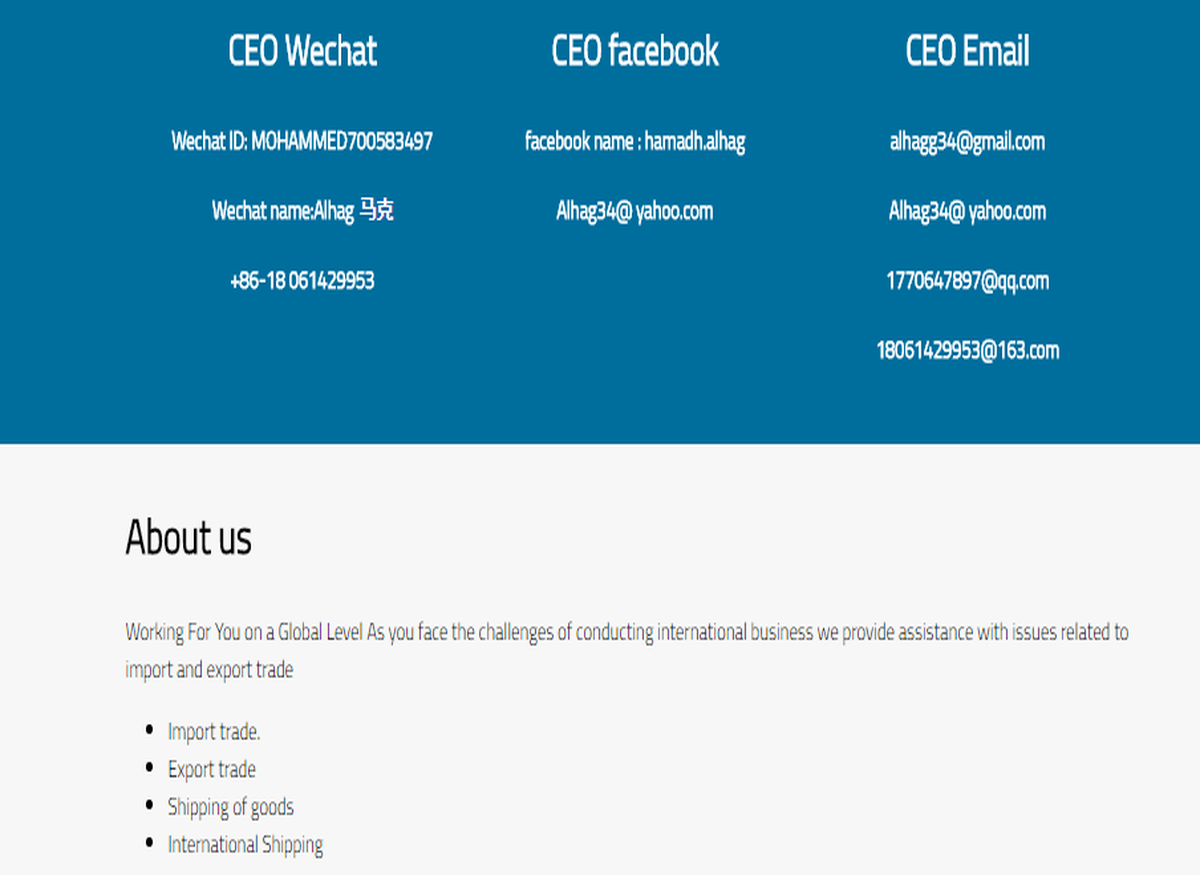 CEO Wechat
Wechat ID: MOHAMMED700583497
Wechat name:Alhag 马克
+86-18 061429953
CEO facebook
facebook name : hamadh.alhag
Alhag34@ yahoo.com
CEO Email
alhagg34@gmail.com
Alhag34@ yahoo.com
1770647897@qq.com
18061429953@163.com
About us
Working For You on a Global Level As you face the challenges of conducting international business we provide assistance with issues related to
import and export trade
Import trade.
Export trade
Shipping of goods
International Shipping